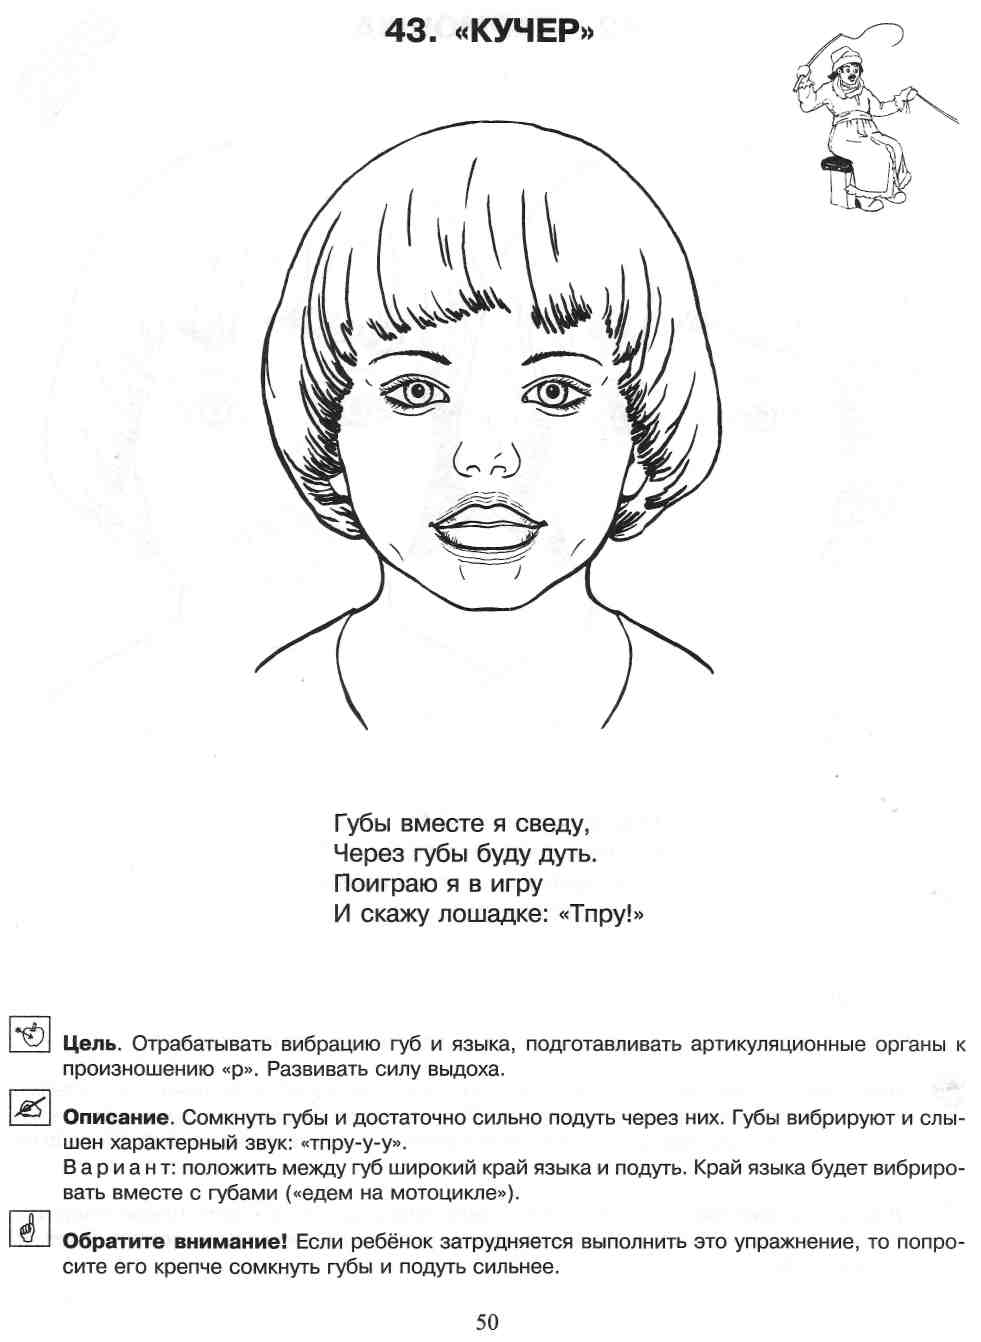 43. «КУЧЕР»
Губы вместе я сведу,
Через губы буду дуть.
Поиграю я в игру
И скажу лошадке: «Тпру!»
Цель. Отрабатывать вибрацию губ и языка, подготавливать артикуляционные органы к
произношению «р». Развивать силу выдоха.
Описание. Сомкнуть губы и достаточно сильно подуть через них. Губы вибрируют и слы-
шен характерный звук: «тпру-у-у».
Вариант: положить между губ широкий край языка и подуть. Край языка будет вибриро-
вать вместе с губами («едем на мотоцикле»).
Обратите внимание! Если ребёнок затрудняется выполнить это упражнение, то попро-
сите его крепче сомкнуть губы и подуть сильнее.
50